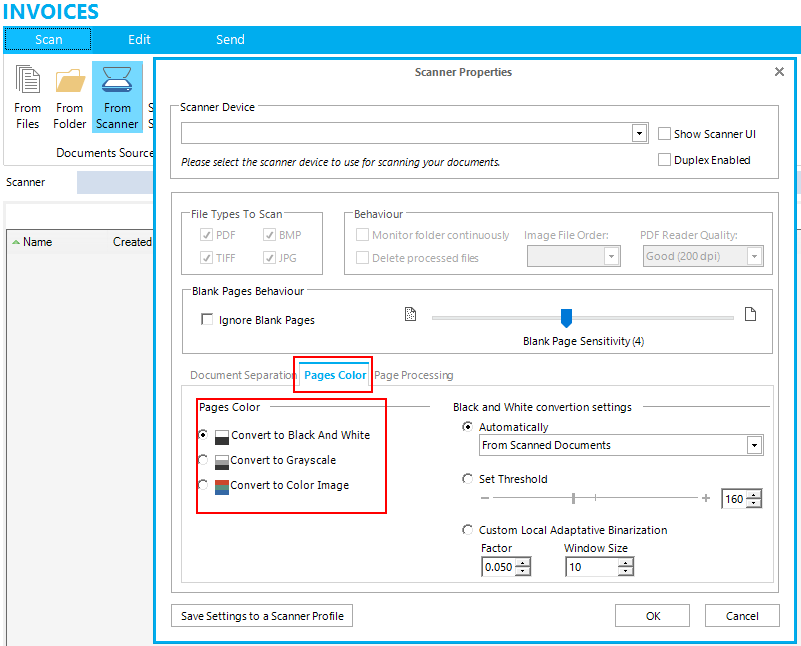 INVOICES
Scan Edit Send
From Files
From Folder
From Scanner
S
S
Documents Source
Scanner
Name Created
Scanner Properties
Scanner Device
Show Scanner UI
Please select the scanner device to use for scanning your documents.
Duplex Enabled
File Types To Scan
PDF BMP
TIFF JPG
Behaviour
Monitor folder continuously
Delete processed files
Image File Order:
PDF Reader Quality:
Good (200 dpi)
Blank Pages Behaviour
Ignore Blank Pages
Blank Page Sensitivity (4)
Document Separation Pages Color Page Processing
Pages Color
Convert to Black And White
Convert to Grayscale
Convert to Color Image
Black and White convertion settings
Automatically
From Scanned Documents
Set Threshold
160
Custom Local Adaptative Binarization
Factor Window Size
0.050 10
Save Settings to a Scanner Profile OK Cancel